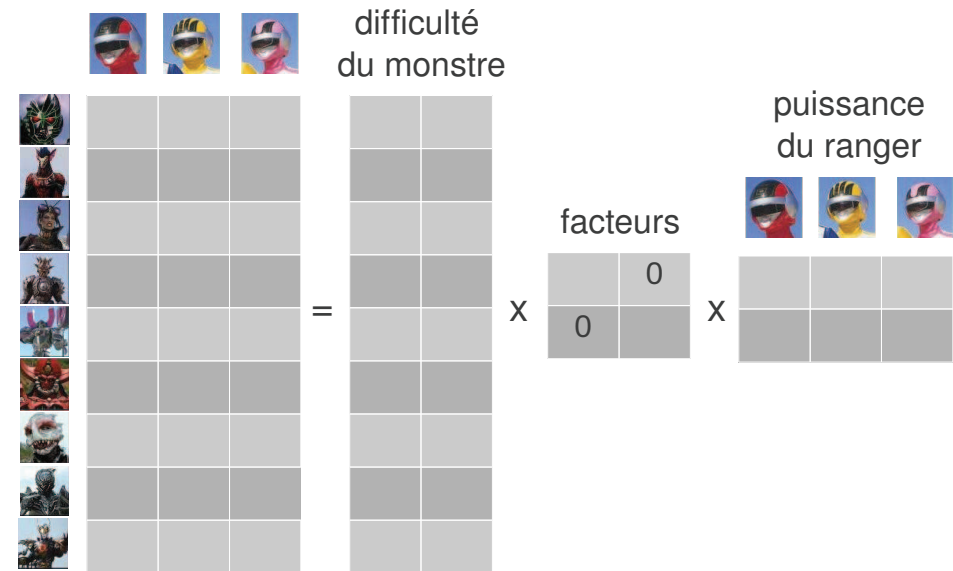 difficulté
du monstre
puissance
du ranger
facteurs
0
=
x
0
x